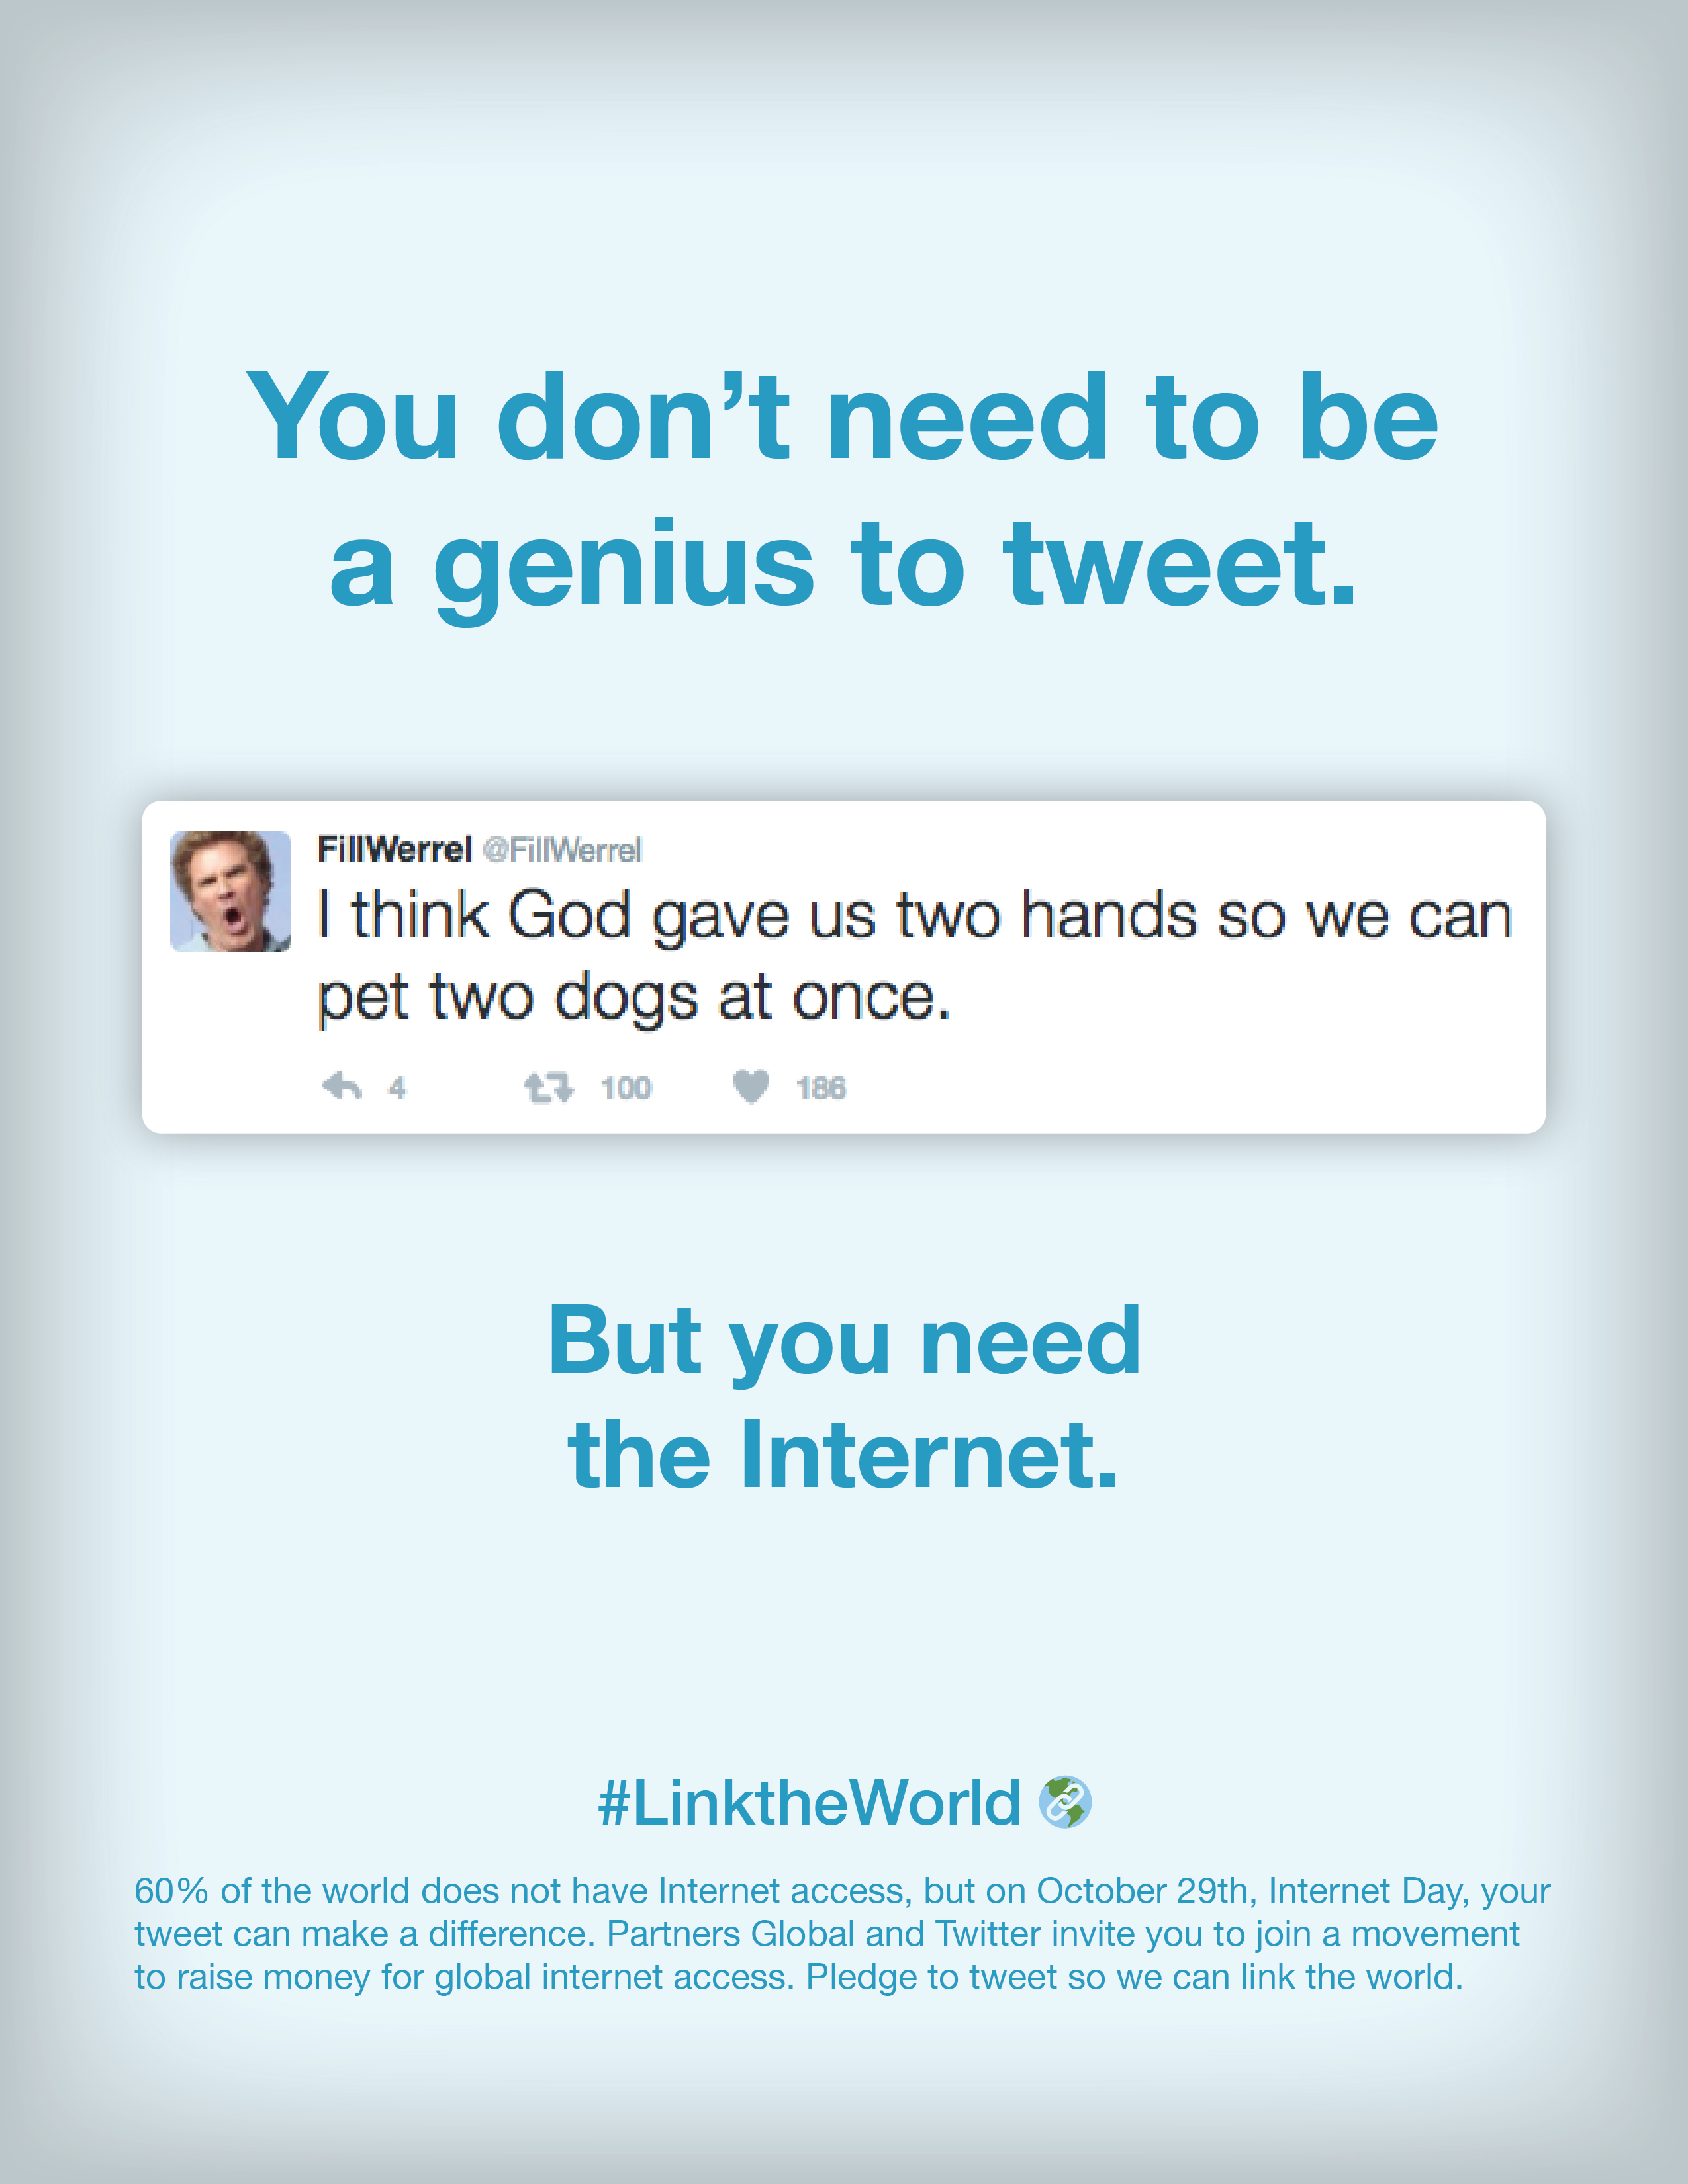 You don’t need to be
a genius to tweet.
FillWerrel @FillWerrel
I think God gave us two hands so we can
pet two dogs at once.
4 100 186
But you need
the Internet.
#LinktheWorld
60% of the world does not have Internet access, but on October 29th, Internet Day, your
tweet can make a difference. Partners Global and Twitter invite you to join a movement
to raise money for global internet access. Pledge to tweet so we can link the world.